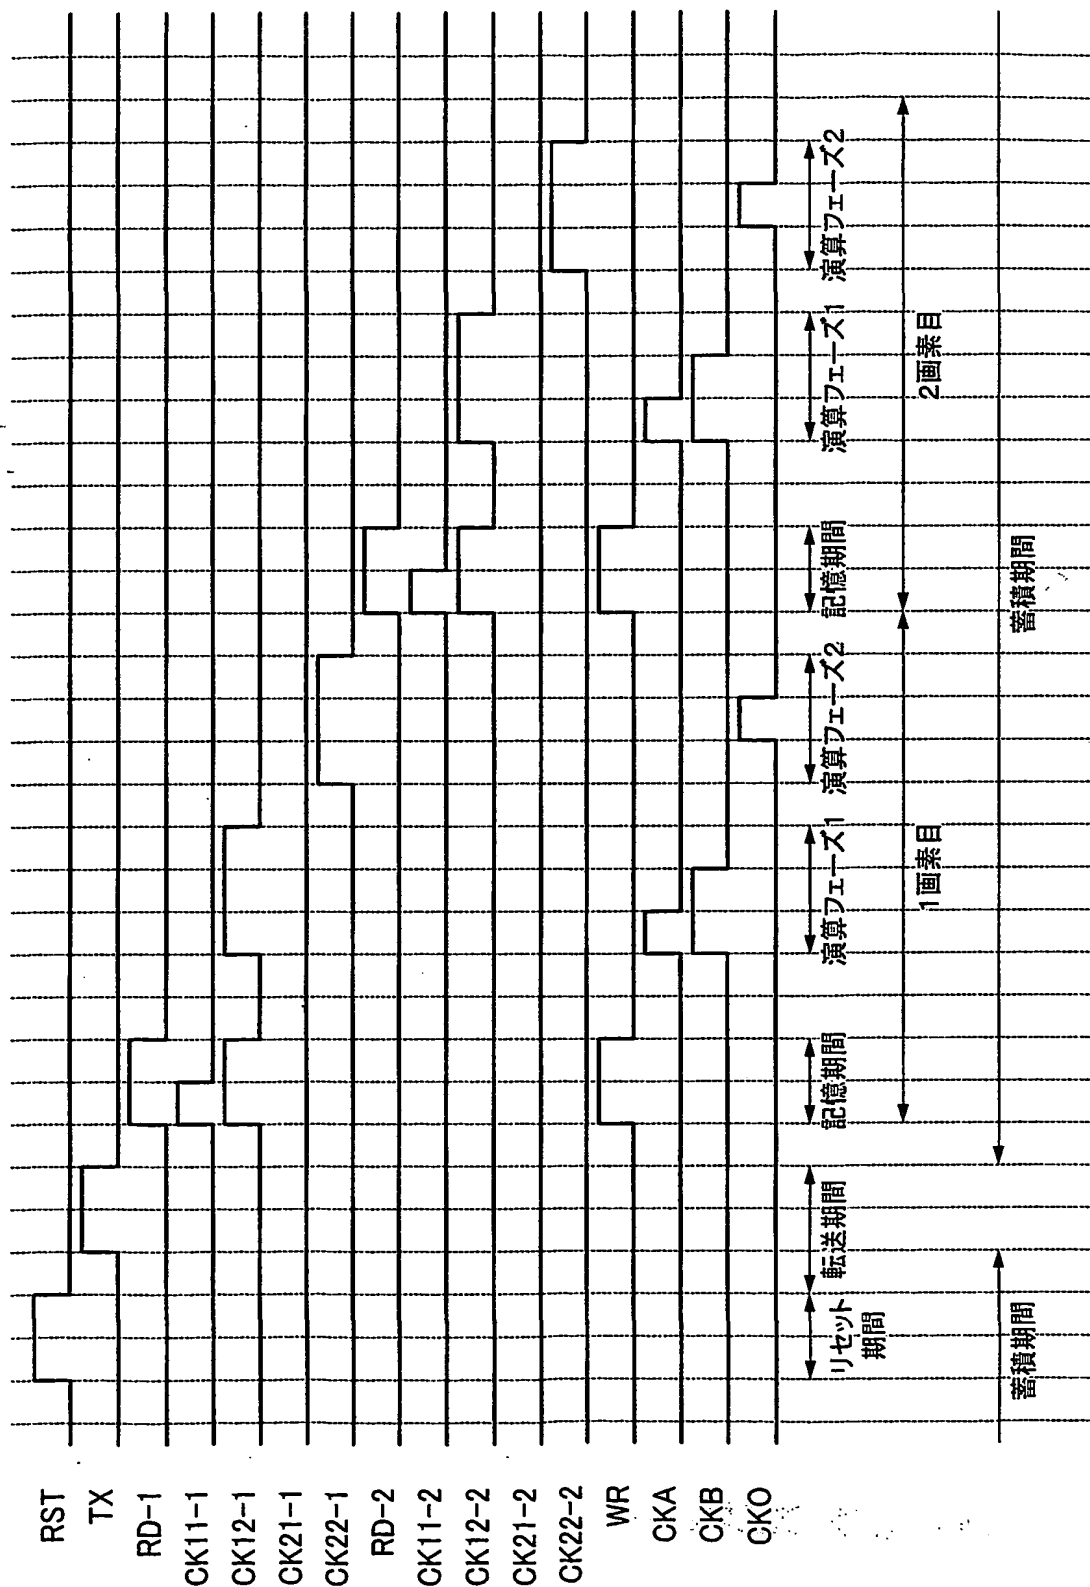 RST
TX
RD-1
CK11-1
CK12-1
CK21-1
CK22-1
RD-2
CK11-2
CK12-2
CK21-2
CK22-2
WR
CKA
CKB
CKO
リセット
期間
転送期間
記憶期間
演算フェーズ1
演算フェーズ2
記憶期間
演算フェーズ1
演算フェーズ2
1画素目
2画素目
蓄積期間
蓄積期間